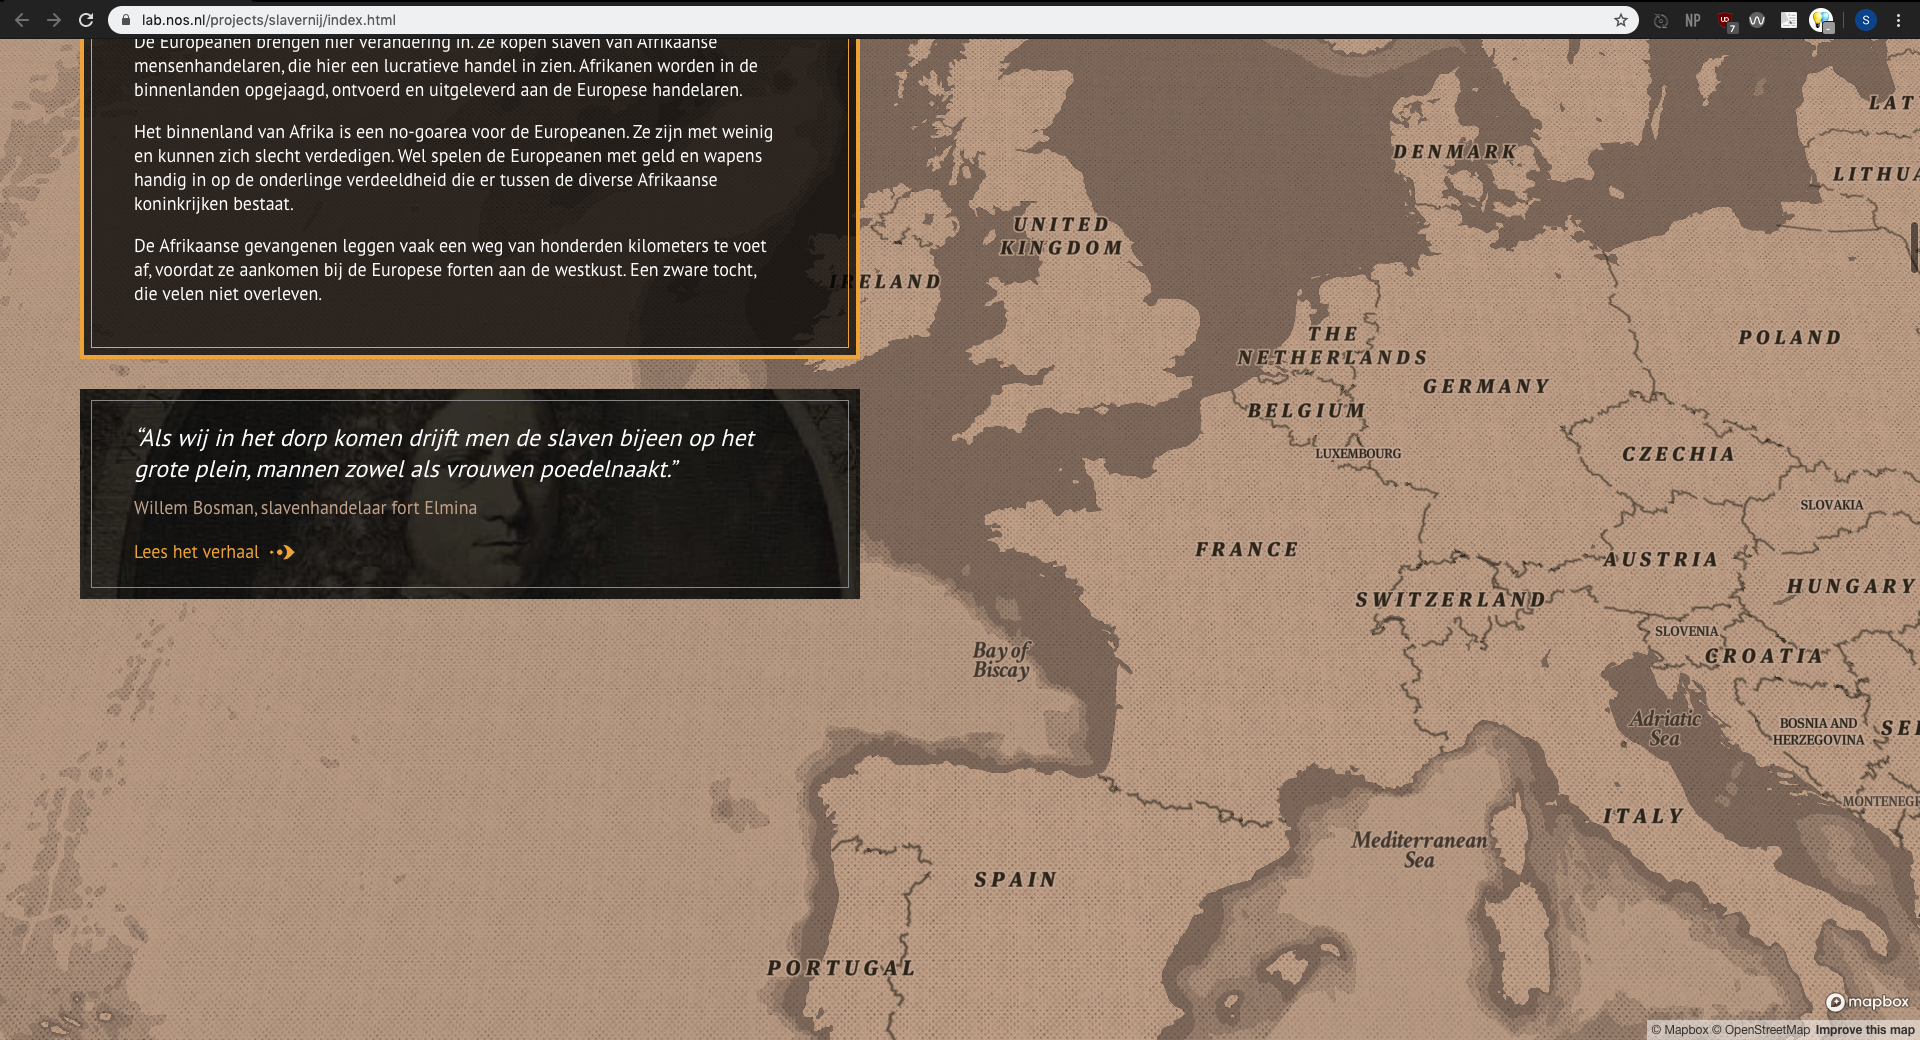 lab.nos.nl/projects/slavernij/index.html
NP
7
S
De Europeanen brengen hier verandering in. Ze kopen slaven van Afrikaanse
mensenhandelaren, die hier een lucratieve handel in zien. Afrikanen worden in de
binnenlanden opgejaagd, ontvoerd en uitgeleverd aan de Europese handelaren.
Het binnenland van Afrika is een no-goarea voor de Europeanen. Ze zijn met weinig
en kunnen zich slecht verdedigen. Wel spelen de Europeanen met geld en wapens
handig in op de onderlinge verdeeldheid die er tussen de diverse Afrikaanse
koninkrijken bestaat.
De Afrikaanse gevangenen leggen vaak een weg van honderden kilometers te voet
af, voordat ze aankomen bij de Europese forten aan de westkust. Een zware tocht,
die velen niet overleven.
“Als wij in het dorp komen drijft men de slaven bijeen op het
grote plein, mannen zowel als vrouwen poedelnaakt.”
Willem Bosman, slavenhandelaar fort Elmina
Lees het verhaal
LAT
DENMARK
LITHUA
UNITED
KINGDOM
IRELAND
THE
NETHERLANDS
POLAND
GERMANY
BELGIUM
LUXEMBOURG
CZECHIA
SLOVAKIA
FRANCE
AUSTRIA
HUNGARY
SWITZERLAND
SLOVENIA
CROATIA
Bay of
Biscay
Adriatic
Sea
BOSNIA AND
HERZEGOVINA
SE
MONTENEG
ITALY
Mediterranean
Sea
SPAIN
PORTUGAL
mapbox
© Mapbox © OpenStreetMap Improve this map